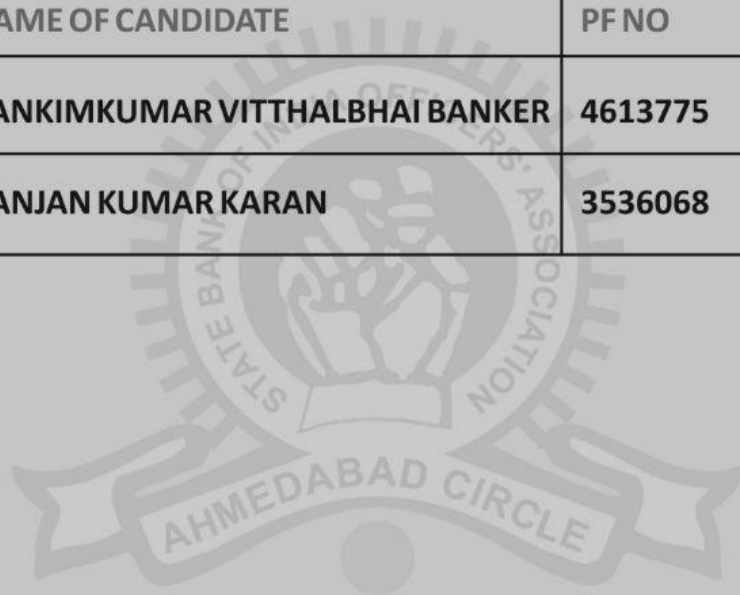 AME OF CANDIDATE PF NO
ANKIMKUMAR VITTHALBHAI BANKER 4613775
ANJAN KUMAR KARAN 3536068
STATE BANK OF INDIA OFFICERS' ASSOCIATION
AHMEDABAD CIRCLE